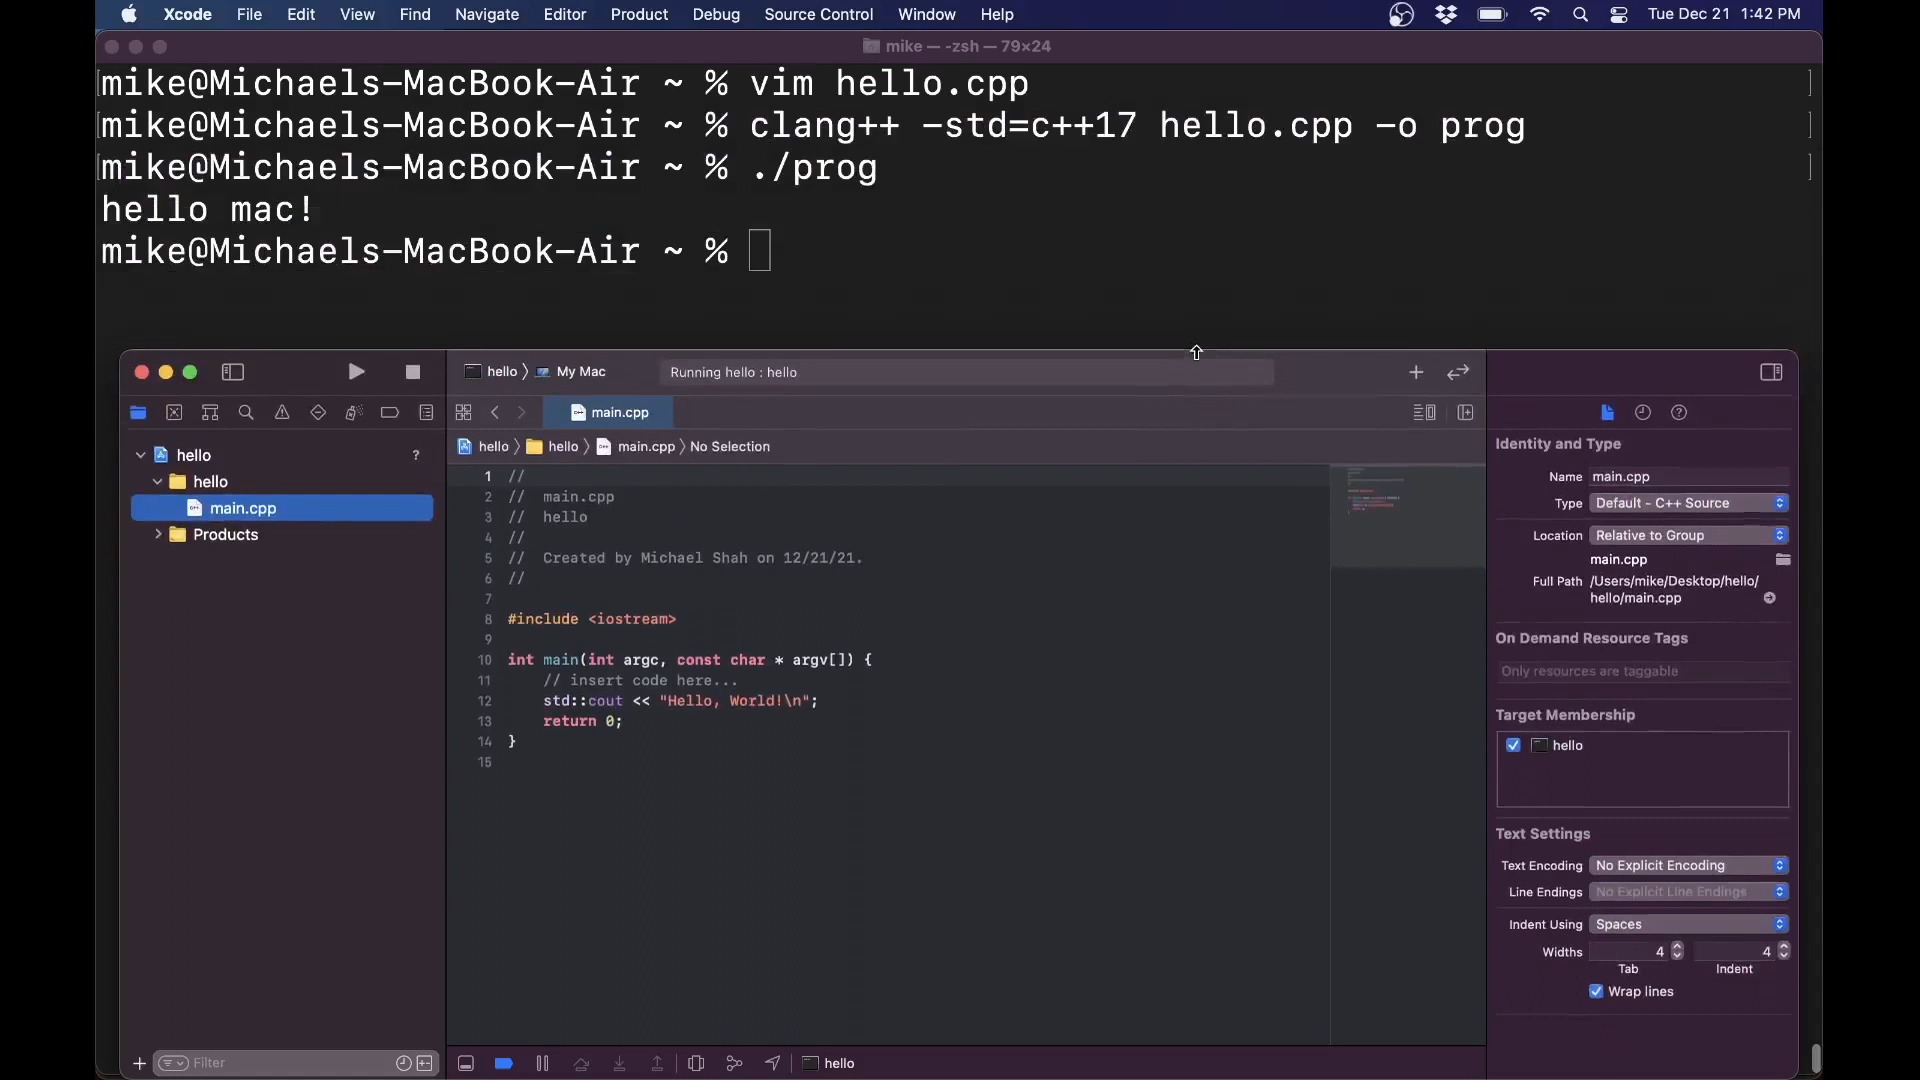 Xcode File Edit View Find Navigate Editor Product Debug Source Control Window Help Tue Dec 21 1:42 PM
mike — -zsh — 79×24
mike@Michaels-MacBook-Air ~ % vim hello.cpp
mike@Michaels-MacBook-Air ~ % clang++ -std=c++17 hello.cpp -o prog
mike@Michaels-MacBook-Air ~ % ./prog
hello mac!
mike@Michaels-MacBook-Air ~ %
hello 〉 My Mac Running hello : hello
main.cpp
hello 〉 hello 〉 main.cpp 〉 No Selection
hello ?
hello
main.cpp
Products
Filter
1 //
2 //  main.cpp
3 //  hello
4 //
5 //  Created by Michael Shah on 12/21/21.
6 //
7
8 #include <iostream>
9
10 int main(int argc, const char * argv[]) {
11     // insert code here...
12     std::cout << "Hello, World!\n";
13     return 0;
14 }
15
hello
Identity and Type
Name main.cpp
Type Default - C++ Source
Location Relative to Group
main.cpp
Full Path /Users/mike/Desktop/hello/
hello/main.cpp
On Demand Resource Tags
Only resources are taggable
Target Membership
hello
Text Settings
Text Encoding No Explicit Encoding
Line Endings No Explicit Line Endings
Indent Using Spaces
Widths 4 4
Tab Indent
Wrap lines